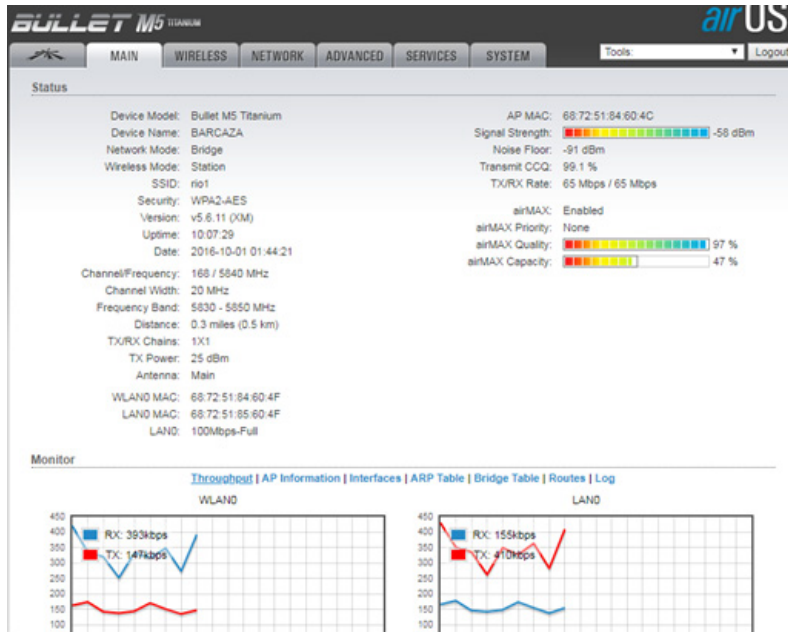 BULLET M5 TITANIUM
airOS
MAIN WIRELESS NETWORK ADVANCED SERVICES SYSTEM Tools: Logout
Status
Device Model: Bullet M5 Titanium
Device Name: BARCAZA
Network Mode: Bridge
Wireless Mode: Station
SSID: rio1
Security: WPA2-AES
Version: v5.6.11 (XM)
Uptime: 10:07:29
Date: 2016-10-01 01:44:21
Channel/Frequency: 168 / 5840 MHz
Channel Width: 20 MHz
Frequency Band: 5830 - 5850 MHz
Distance: 0.3 miles (0.5 km)
TX/RX Chains: 1X1
TX Power: 25 dBm
Antenna: Main
WLAN0 MAC: 68:72:51:84:60:4F
LAN0 MAC: 68:72:51:85:60:4F
LAN0: 100Mbps-Full
AP MAC: 68:72:51:84:60:4C
Signal Strength: -58 dBm
Noise Floor: -91 dBm
Transmit CCQ: 99.1 %
TX/RX Rate: 65 Mbps / 65 Mbps
airMAX: Enabled
airMAX Priority: None
airMAX Quality: 97 %
airMAX Capacity: 47 %
Monitor
Throughput | AP Information | Interfaces | ARP Table | Bridge Table | Routes | Log
WLAN0
450
400
350
300
250
200
150
100
RX: 393kbps
TX: 147kbps
LAN0
450
400
350
300
250
200
150
100
RX: 155kbps
TX: 410kbps